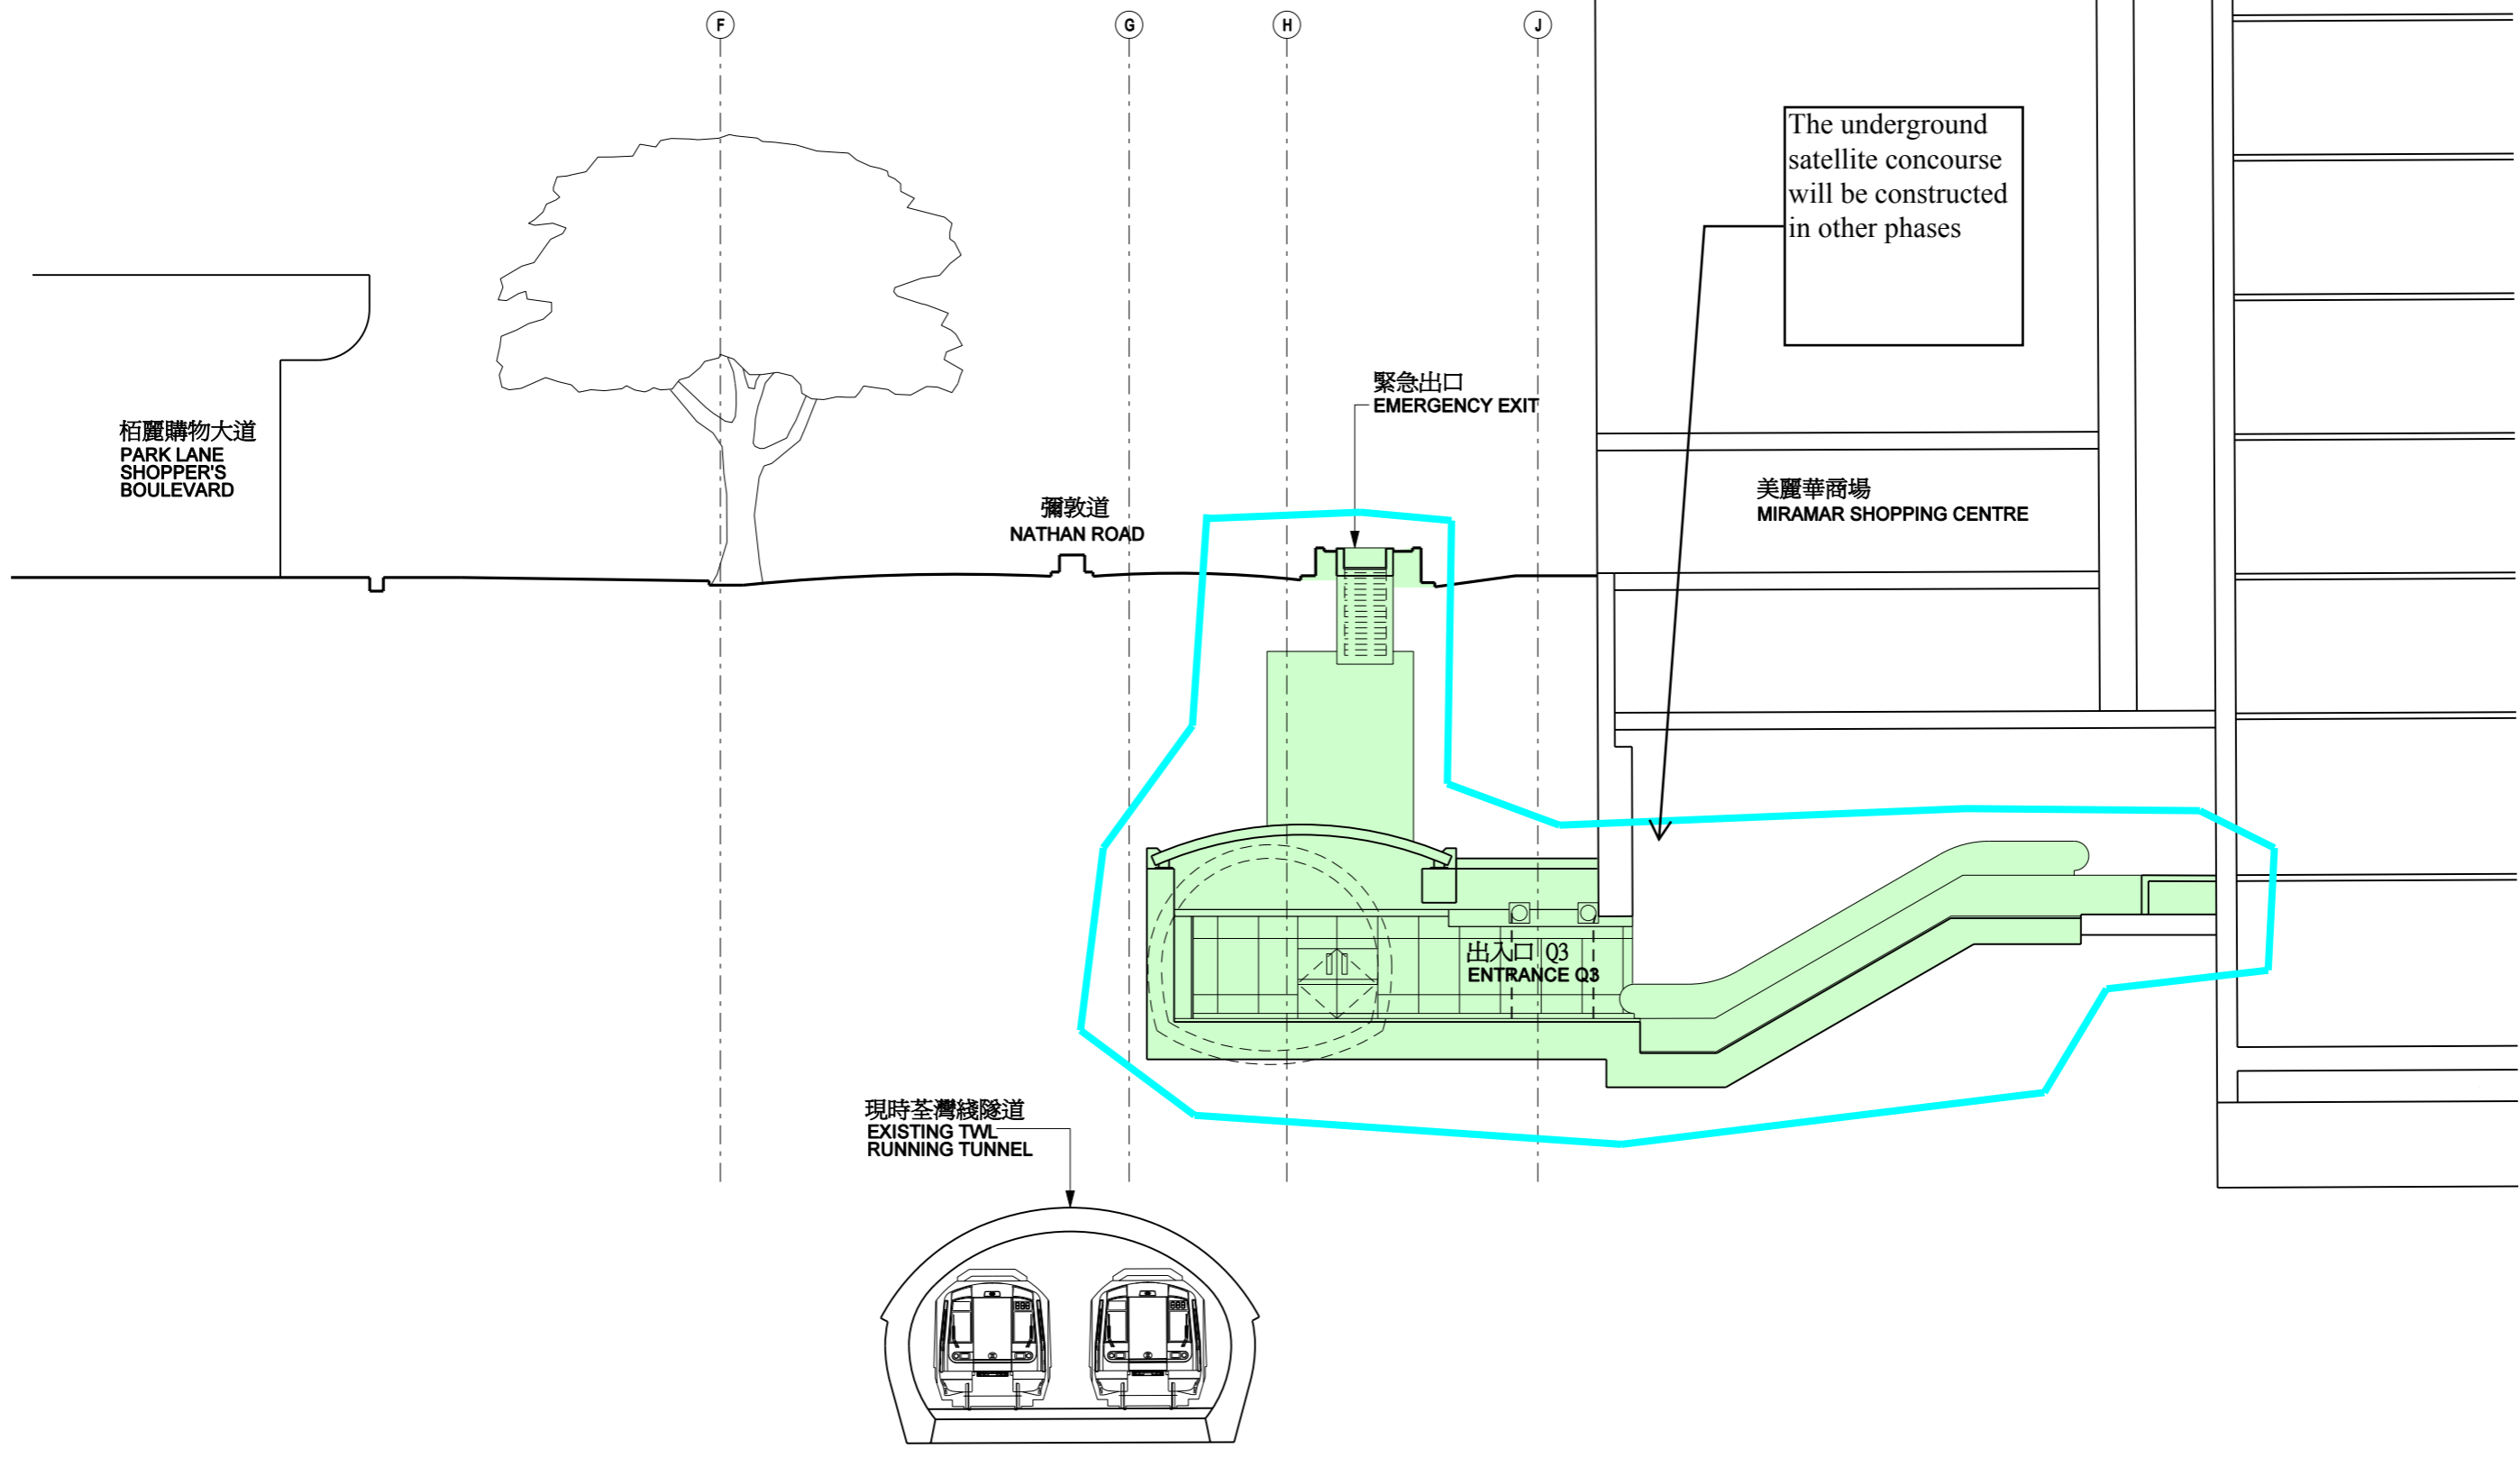 F
G
H
J
The underground
satellite concourse
will be constructed
in other phases
緊急出口
EMERGENCY EXIT
栢麗購物大道
PARK LANE
SHOPPER'S
BOULEVARD
彌敦道
NATHAN ROAD
美麗華商場
MIRAMAR SHOPPING CENTRE
出入口 Q3
ENTRANCE Q3
現時荃灣綫隧道
EXISTING TWL
RUNNING TUNNEL